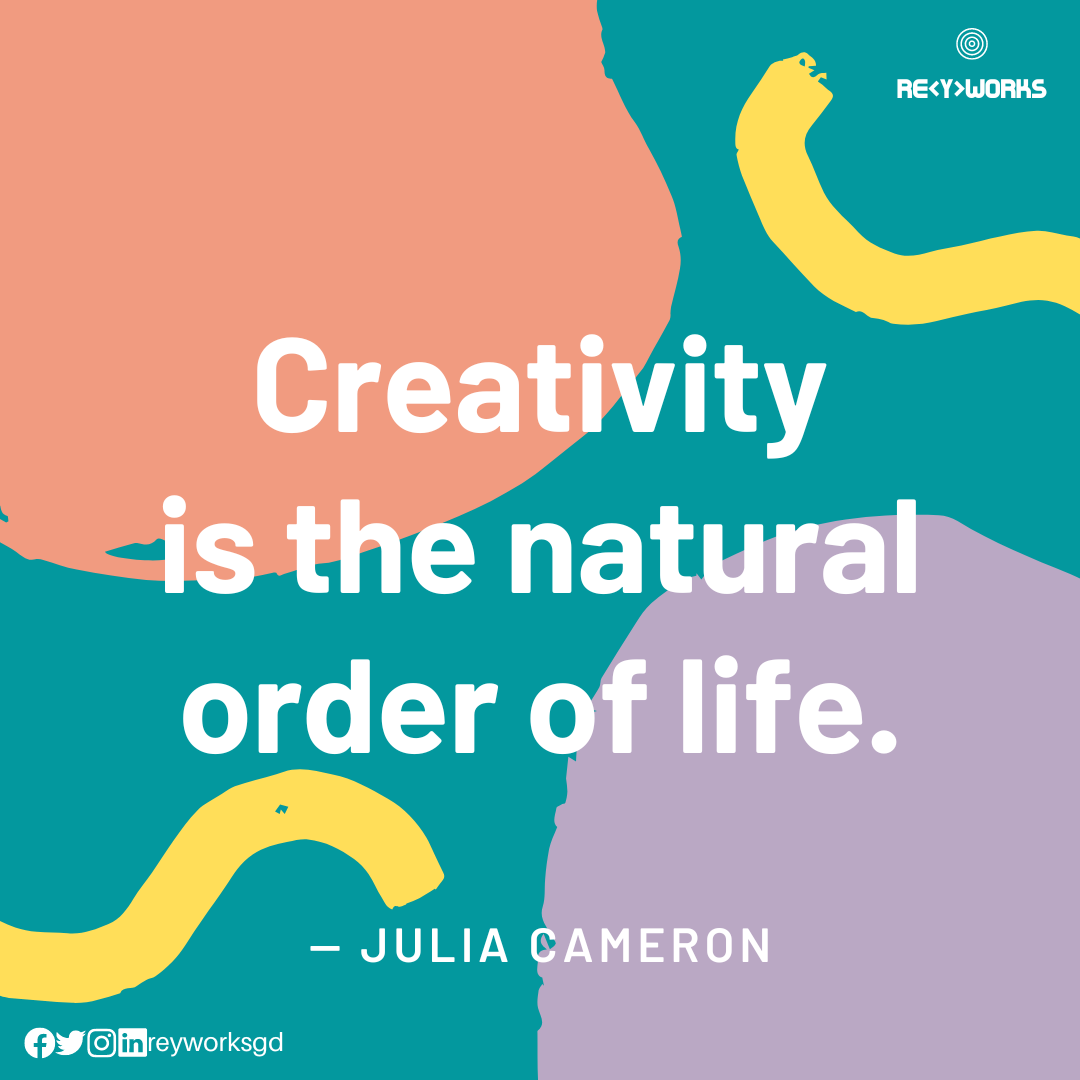 RE<Y>WORKS
Creativity
is the natural
order of life.
– JULIA CAMERON
reyworksgd